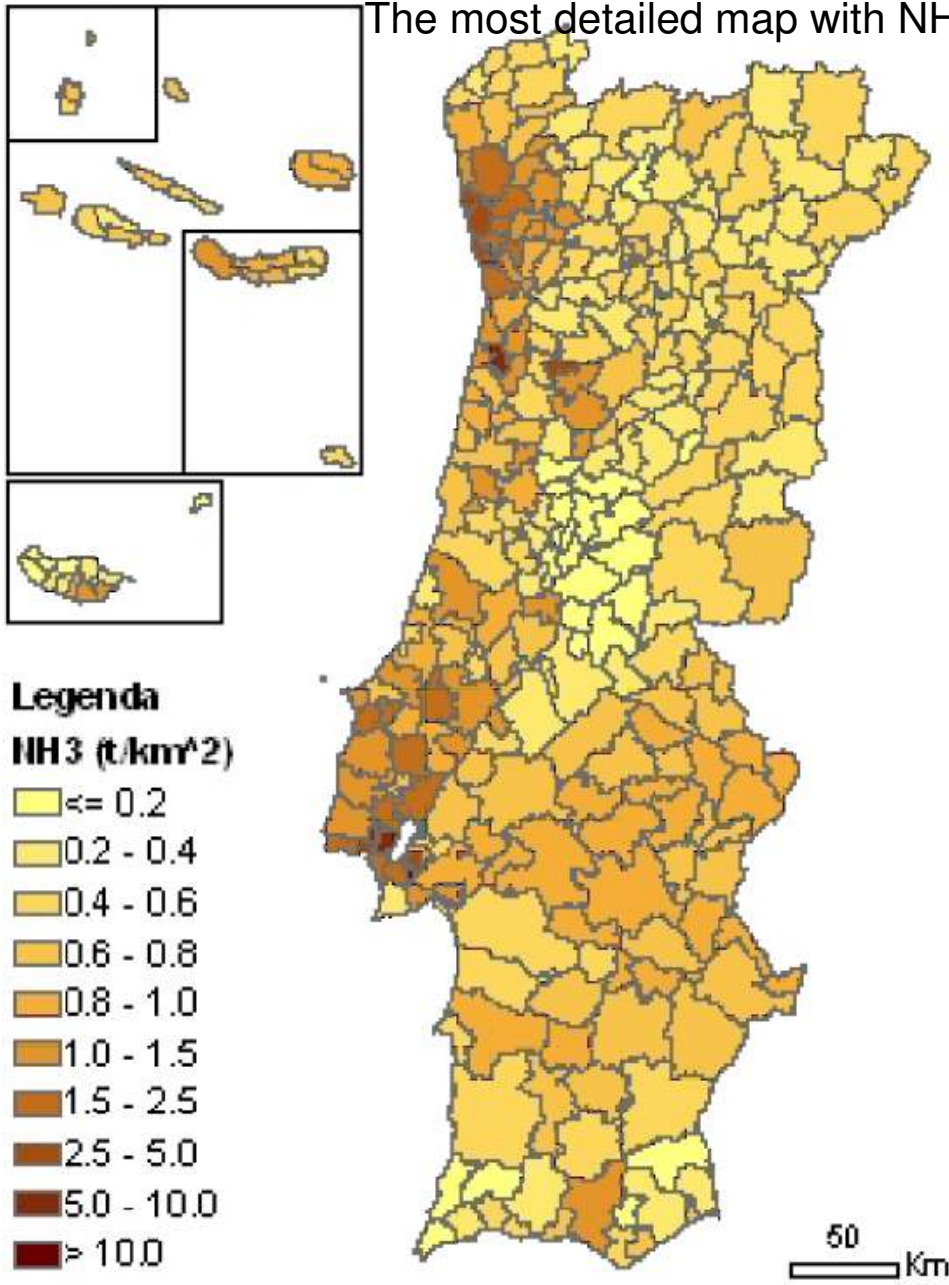 The most detailed map with NH
Legenda
NH3 (t/km^2)
<= 0.2
0.2 - 0.4
0.4 - 0.6
0.6 - 0.8
0.8 - 1.0
1.0 - 1.5
1.5 - 2.5
2.5 - 5.0
5.0 - 10.0
> 10.0
50
Km